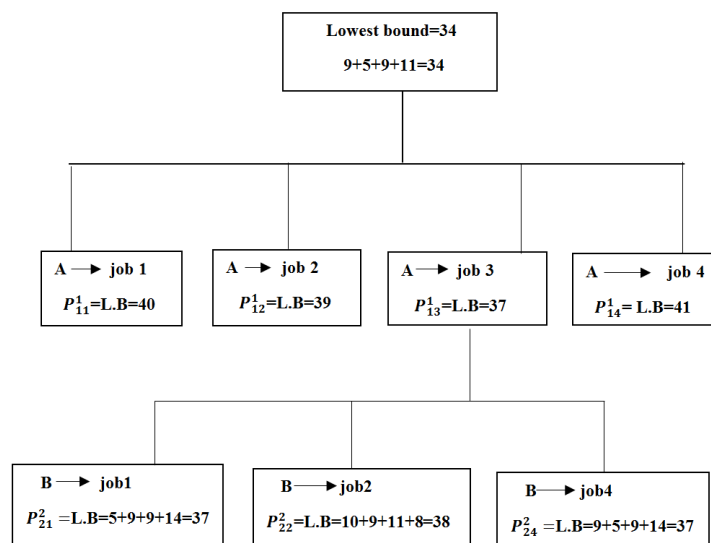 Lowest bound=34
9+5+9+11=34
A → job 1
P¹₁₁=L.B=40
A → job 2
P¹₁₂=L.B=39
A → job 3
P¹₁₃=L.B=37
A → job 4
P¹₁₄= L.B=41
B → job1
P²₂₁ =L.B=5+9+9+14=37
B → job2
P²₂₂=L.B=10+9+11+8=38
B → job4
P²₂₄ =L.B=9+5+9+14=37